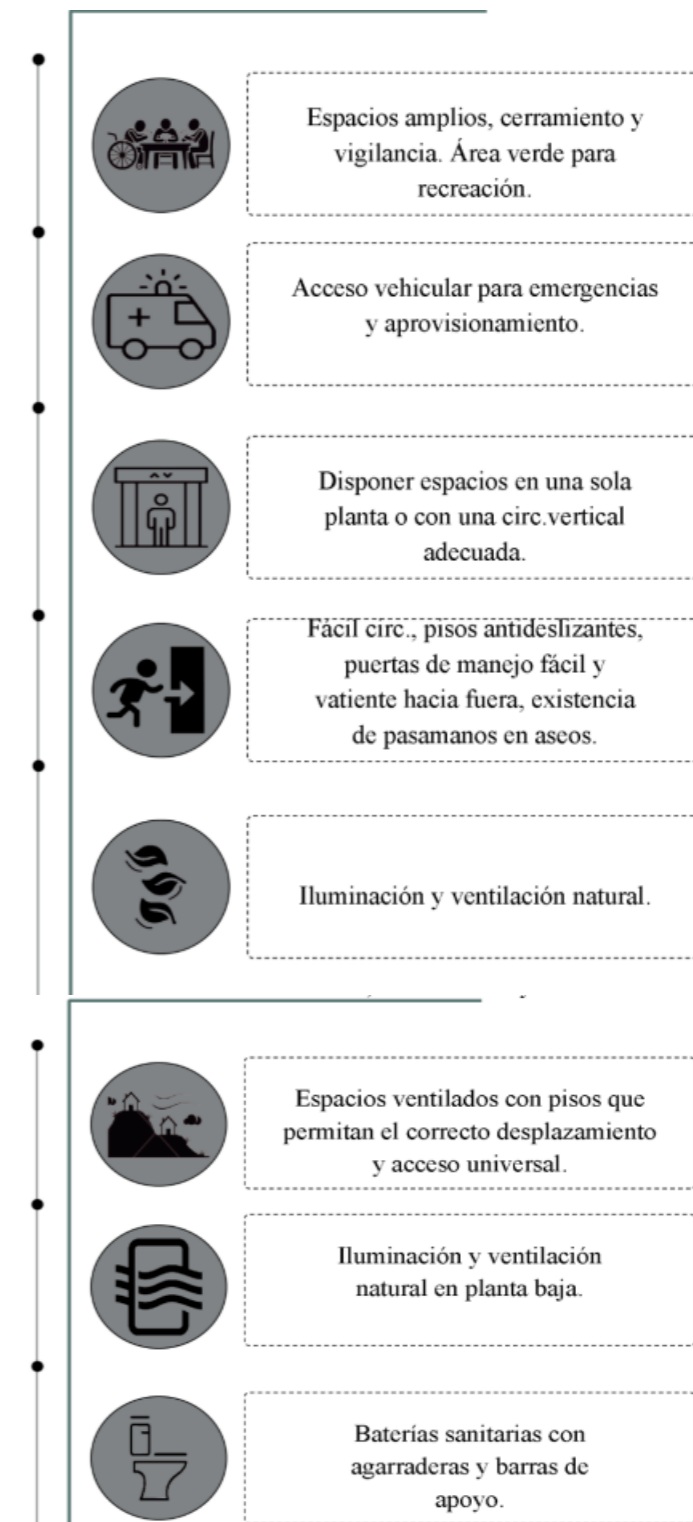 Espacios amplios, cerramiento y
vigilancia. Área verde para
recreación.
Acceso vehicular para emergencias
y aprovisionamiento.
Disponer espacios en una sola
planta o con una circ.vertical
adecuada.
Fácil circ., pisos antideslizantes,
puertas de manejo fácil y
vatiente hacia fuera, existencia
de pasamanos en aseos.
Iluminación y ventilación natural.
Espacios ventilados con pisos que
permitan el correcto desplazamiento
y acceso universal.
Iluminación y ventilación
natural en planta baja.
Baterías sanitarias con
agarraderas y barras de
apoyo.